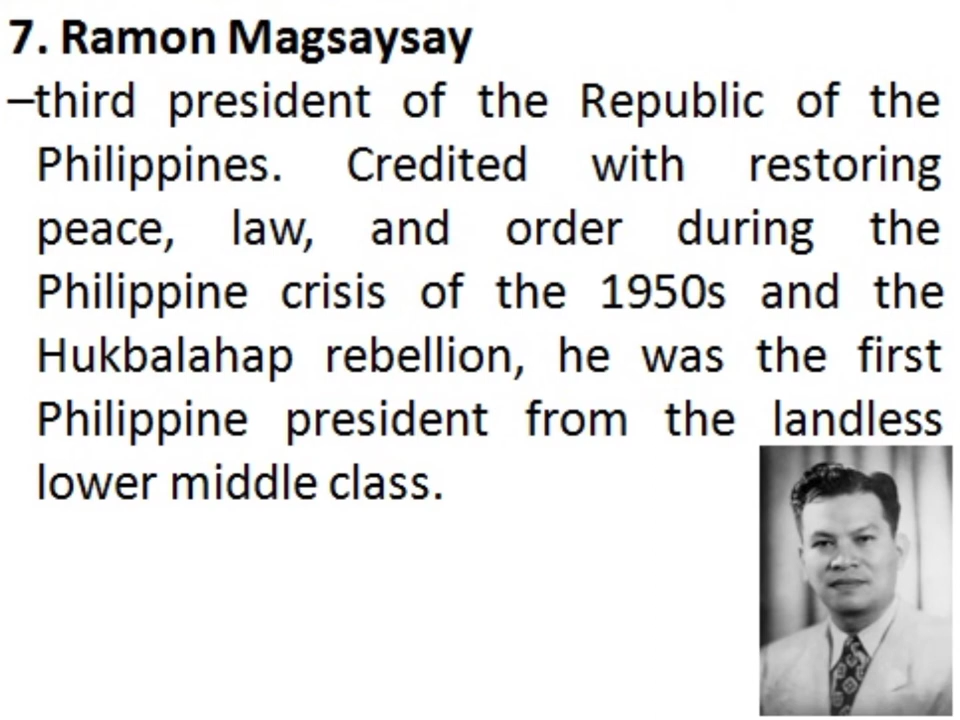 7. Ramon Magsaysay
–third president of the Republic of the
Philippines. Credited with restoring
peace, law, and order during the
Philippine crisis of the 1950s and the
Hukbalahap rebellion, he was the first
Philippine president from the landless
lower middle class.